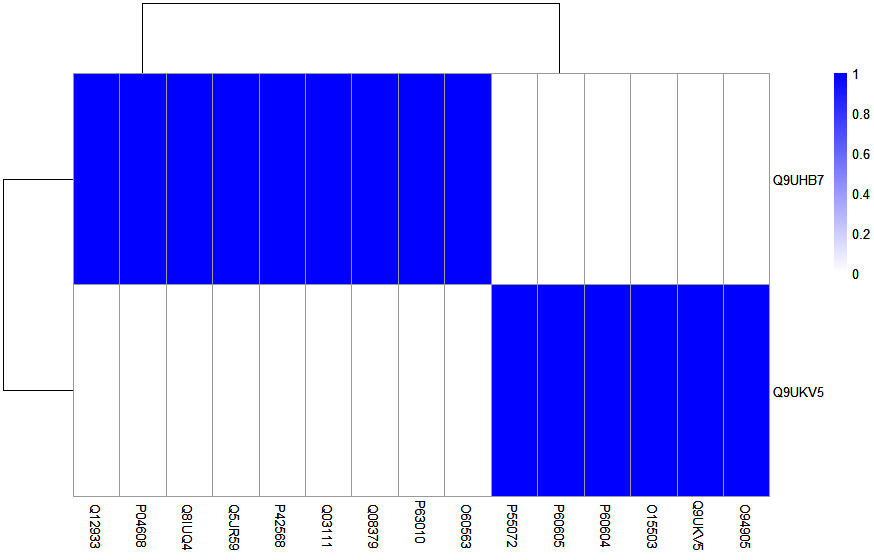 1
0.8
0.6
0.4
0.2
0
Q9UHB7
Q9UKV5
Q12933
P04608
Q8IUQ4
Q5JR59
P42568
Q03111
Q08379
P63010
O60563
P55072
P60605
P60604
O15503
Q9UKV5
O94905